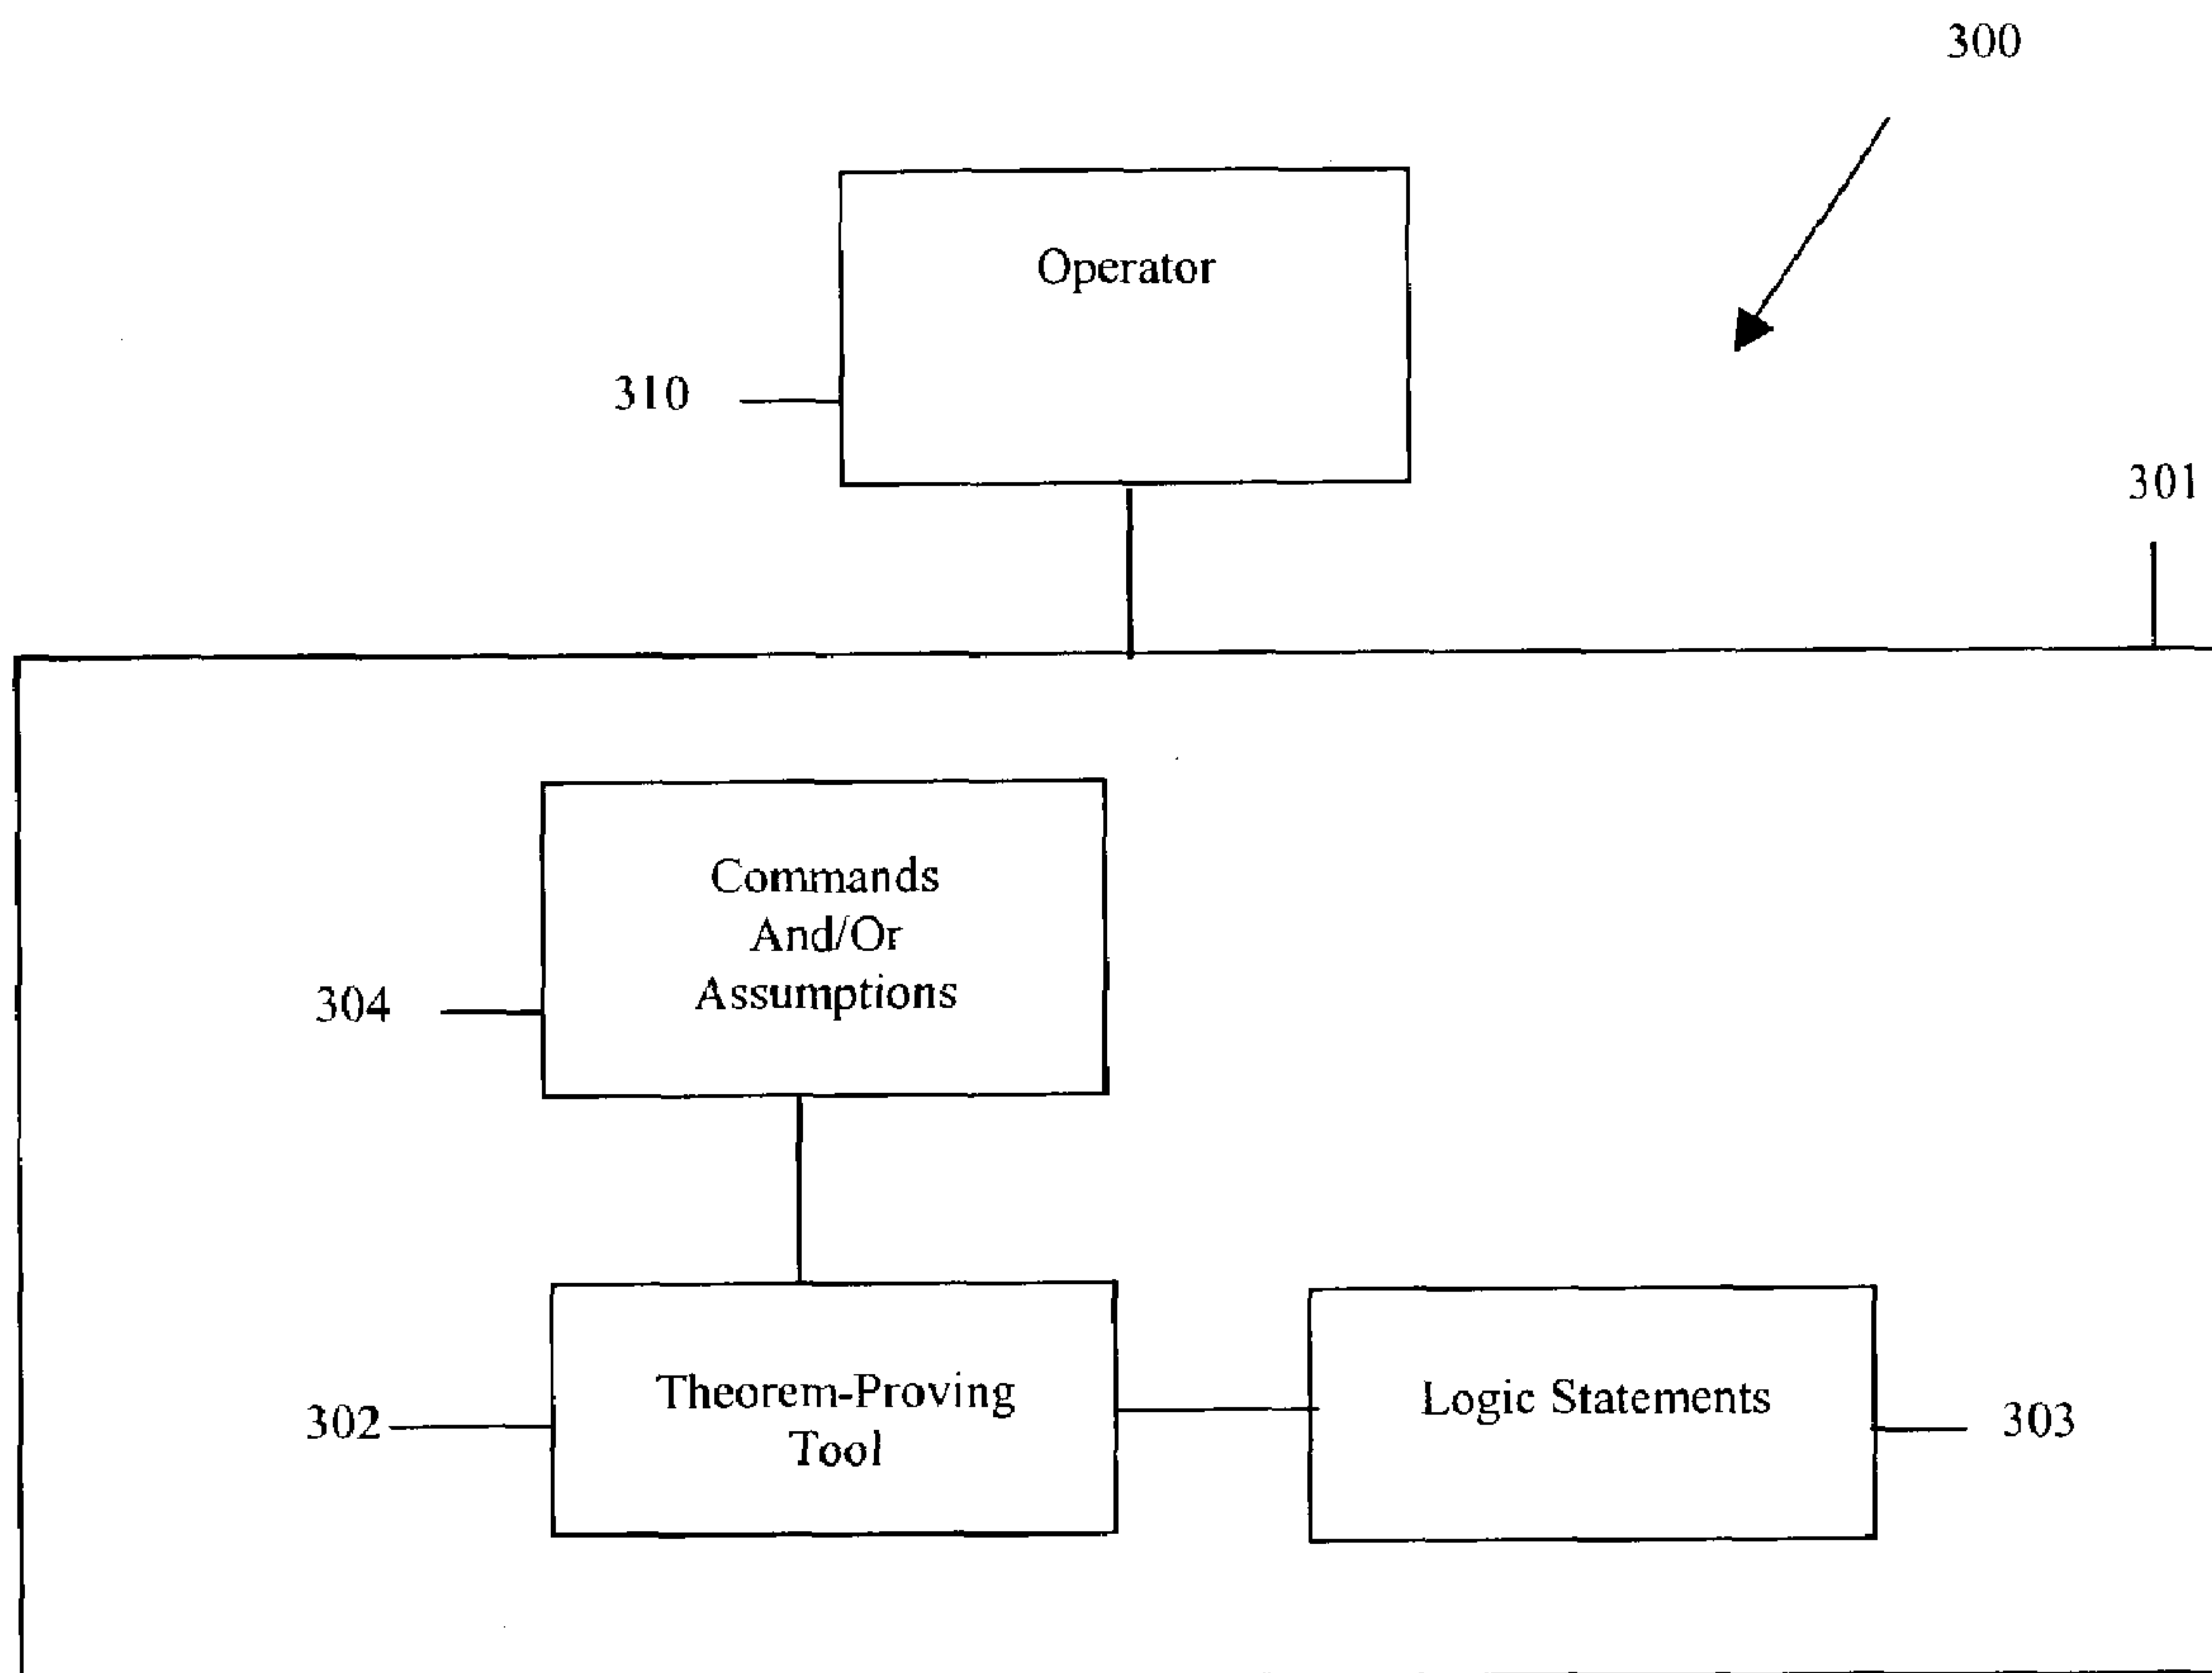 300
Operator
310
301
Commands
And/Or
Assumptions
304
Theorem-Proving
Tool
302
Logic Statements
303